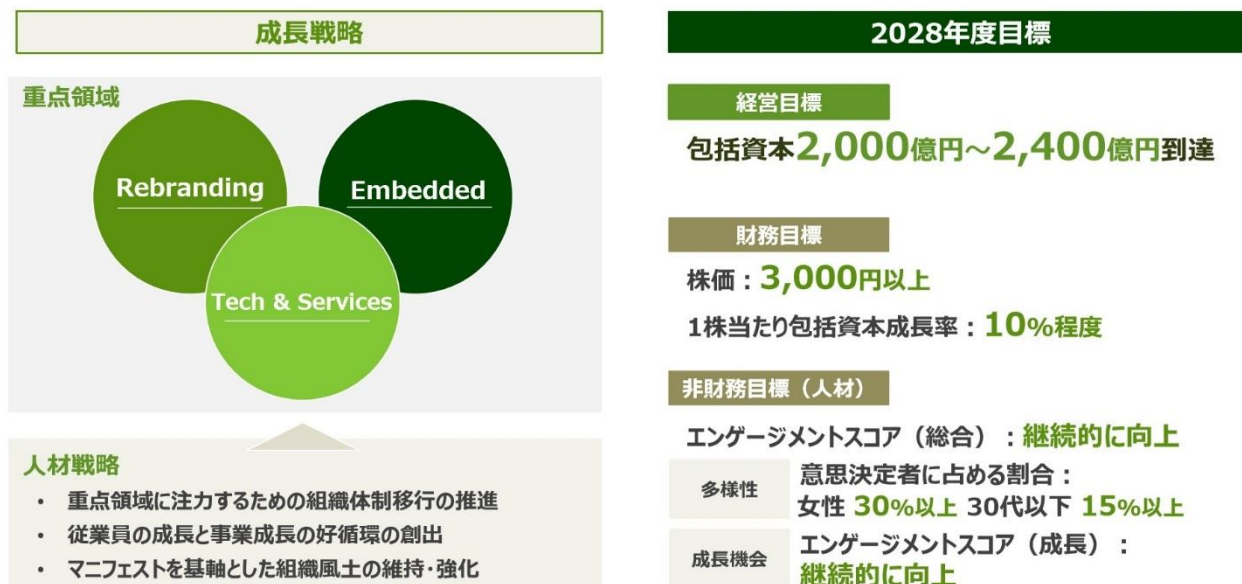 成長戦略
重点領域
Rebranding
Embedded
Tech & Services
人材戦略
• 重点領域に注力するための組織体制移行の推進
• 従業員の成長と事業成長の好循環の創出
• マニフェストを基軸とした組織風土の維持・強化
2028年度目標
経営目標
包括資本2,000億円～2,400億円到達
財務目標
株価：3,000円以上
1株当たり包括資本成長率：10%程度
非財務目標（人材）
エンゲージメントスコア（総合）：継続的に向上
多様性
意思決定者に占める割合：
女性 30%以上 30代以下 15%以上
成長機会
エンゲージメントスコア（成長）：
継続的に向上